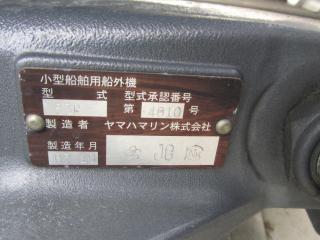 小型船舶用船外機
型 式 型式承認番号
第 4810 号
製造者 ヤマハマリン株式会社
製造年月